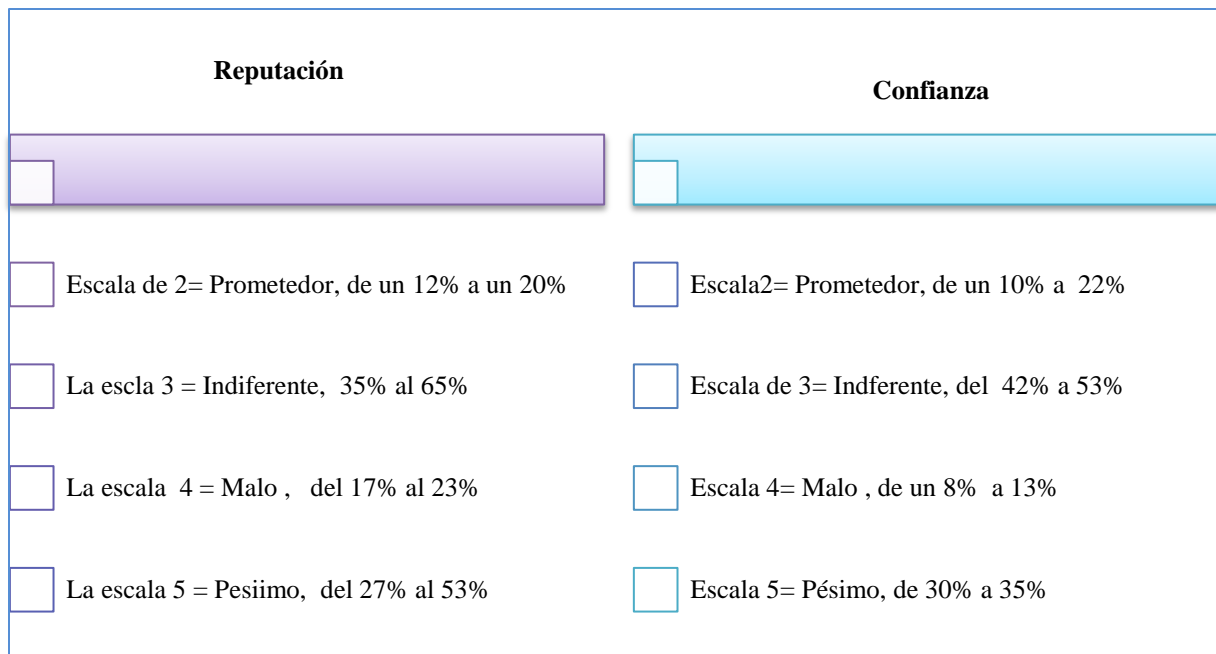 Reputación
Escala de 2= Prometedor, de un 12% a un 20%
La escla 3 = Indiferente, 35% al 65%
La escala 4 = Malo , del 17% al 23%
La escala 5 = Pesiimo, del 27% al 53%
Confianza
Escala2= Prometedor, de un 10% a 22%
Escala de 3= Indferente, del 42% a 53%
Escala 4= Malo , de un 8% a 13%
Escala 5= Pésimo, de 30% a 35%